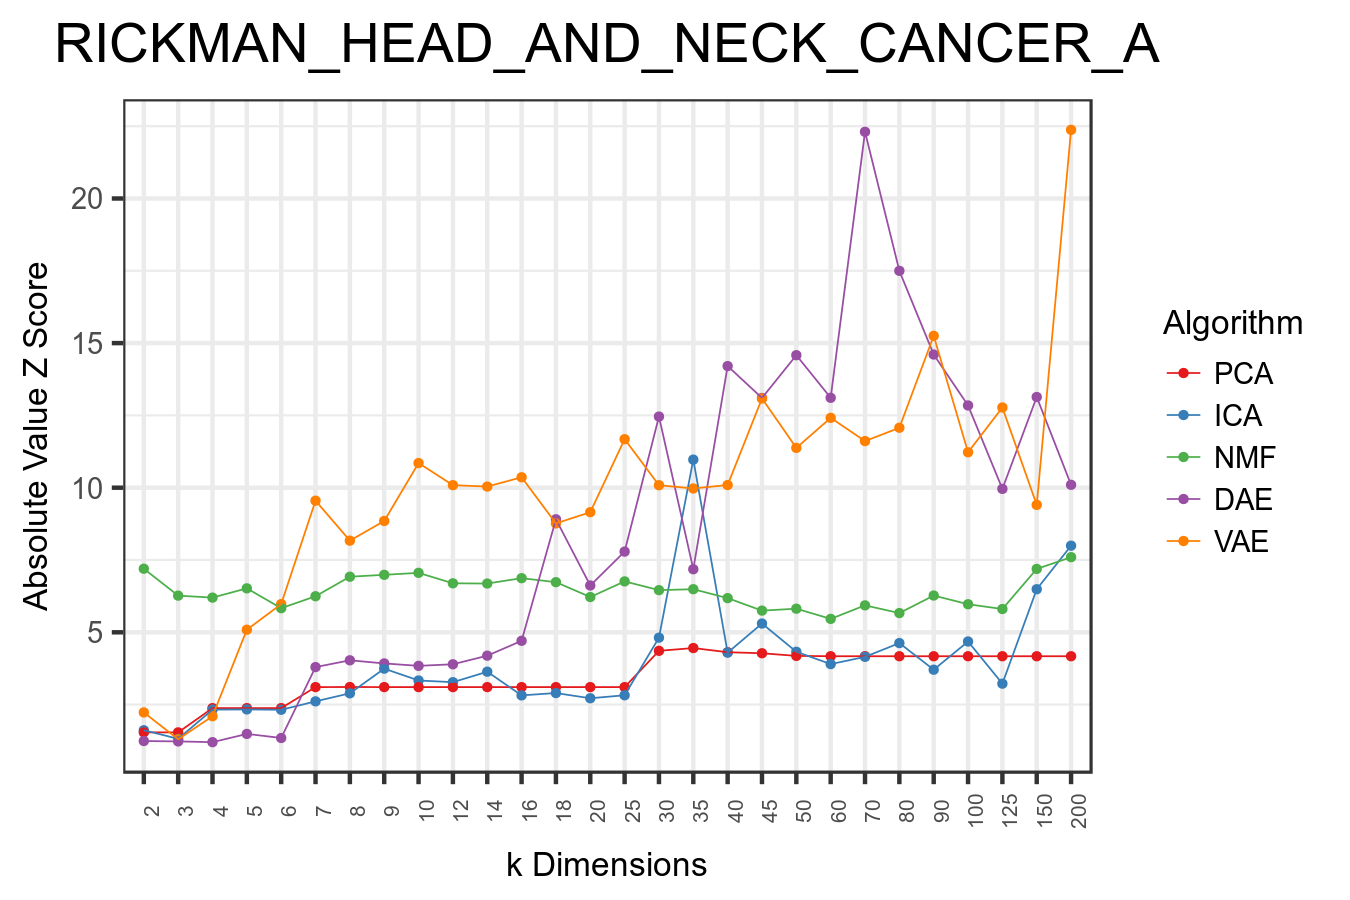 RICKMAN_HEAD_AND_NECK_CANCER_A
Absolute Value Z Score
20
15
10
5
2 3 4 5 6 7 8 9 10 12 14 16 18 20 25 30 35 40 45 50 60 70 80 90 100 125 150 200
k Dimensions
Algorithm
PCA
ICA
NMF
DAE
VAE